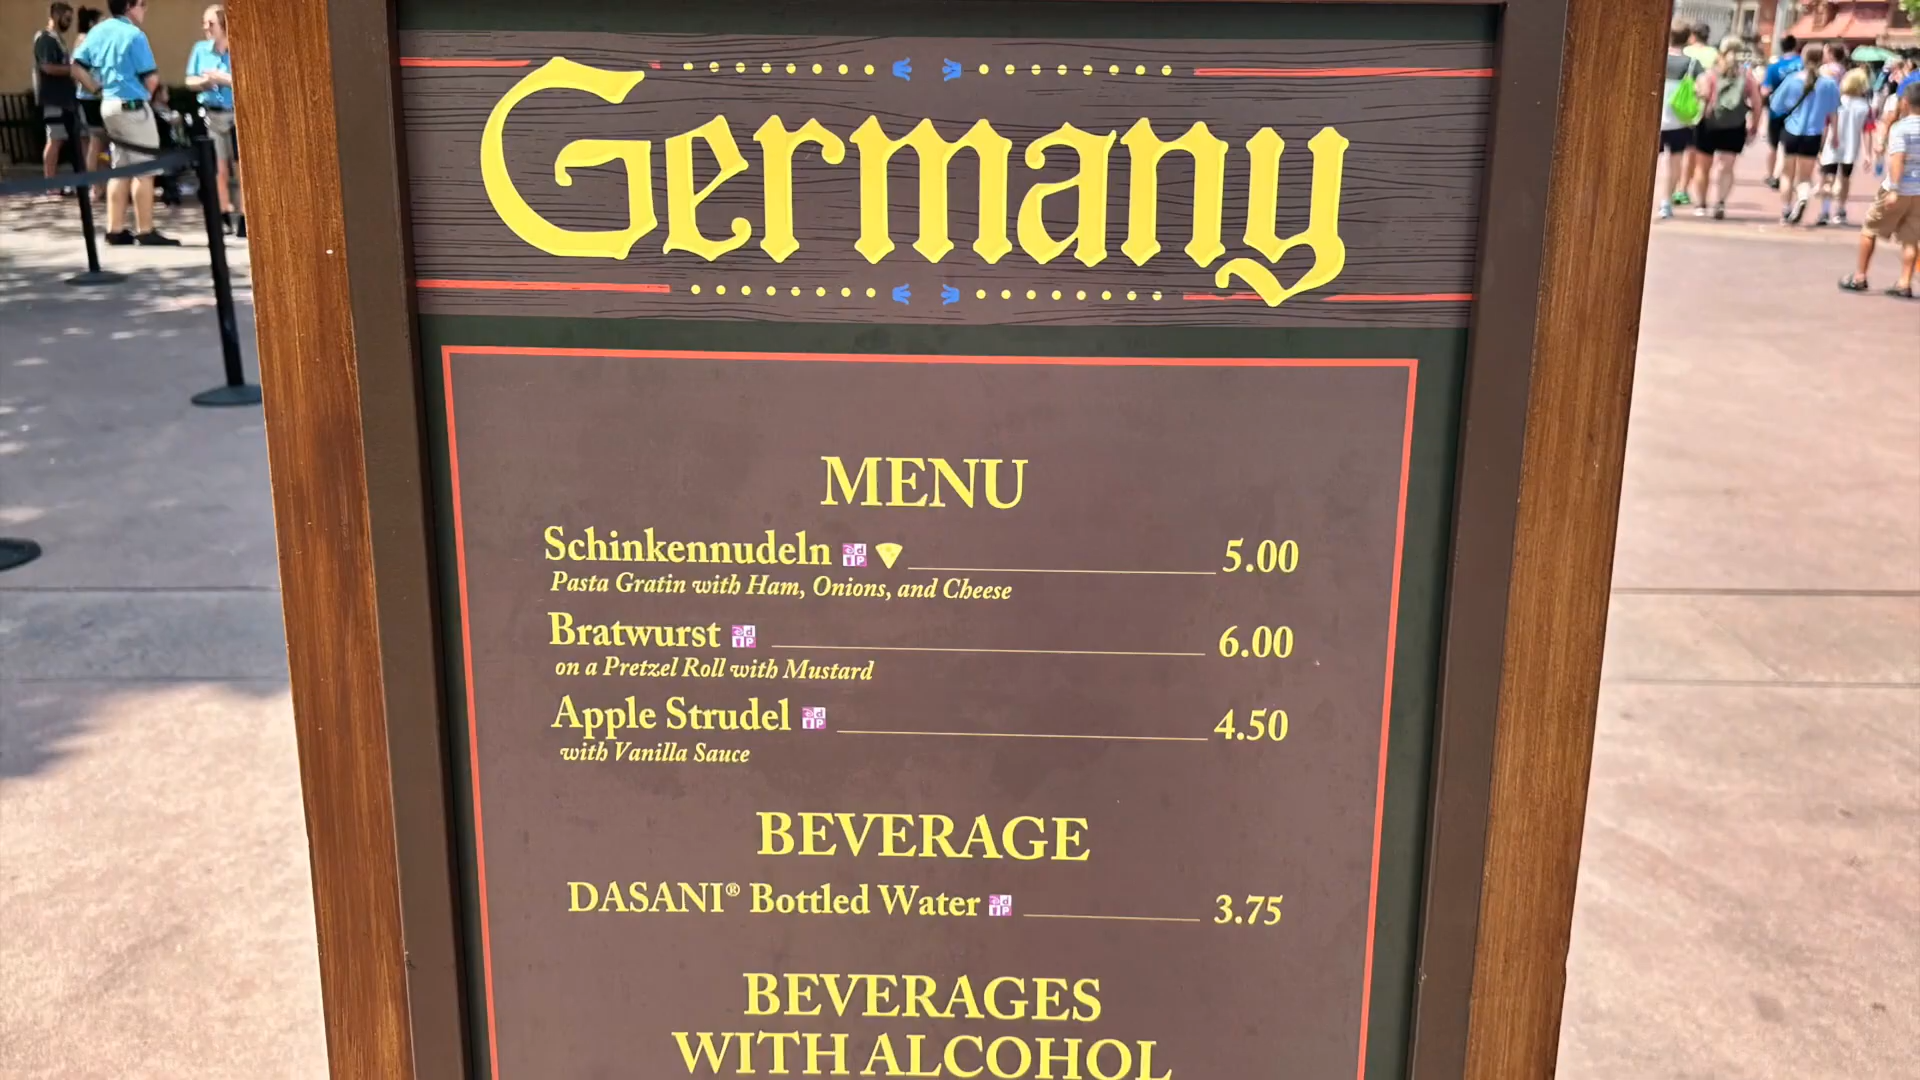 Germany
MENU
Schinkennudeln 5.00
Pasta Gratin with Ham, Onions, and Cheese
Bratwurst 6.00
on a Pretzel Roll with Mustard
Apple Strudel 4.50
with Vanilla Sauce
BEVERAGE
DASANI® Bottled Water 3.75
BEVERAGES
WITH ALCOHOL